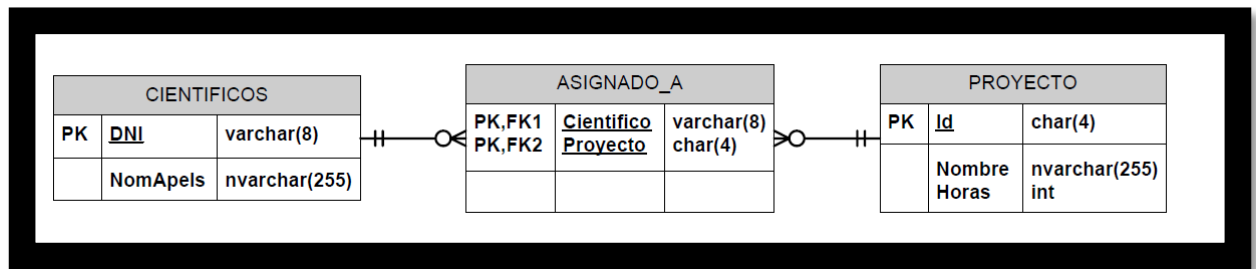 CIENTIFICOS
PK DNI varchar(8)
NomApels nvarchar(255)
ASIGNADO_A
PK,FK1 Cientifico varchar(8)
PK,FK2 Proyecto char(4)
PROYECTO
PK Id char(4)
Nombre nvarchar(255)
Horas int